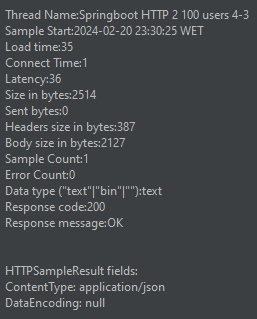 Thread Name:Springboot HTTP 2 100 users 4-3
Sample Start:2024-02-20 23:30:25 WET
Load time:35
Connect Time:1
Latency:36
Size in bytes:2514
Sent bytes:0
Headers size in bytes:387
Body size in bytes:2127
Sample Count:1
Error Count:0
Data type ("text"|"bin"|""):text
Response code:200
Response message:OK
HTTPSampleResult fields:
ContentType: application/json
DataEncoding: null